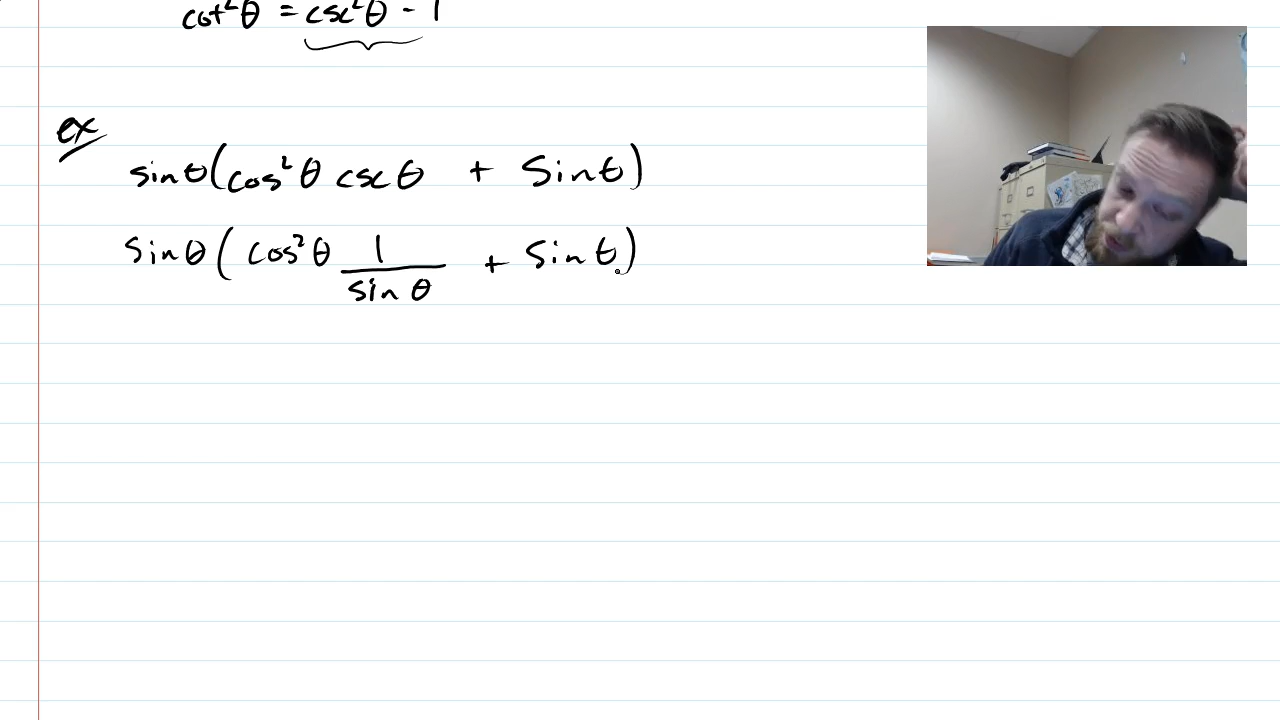 cot²θ = csc²θ - 1
ex
sinθ(cos²θ cscθ + sinθ)
sinθ(cos²θ 1/sinθ + sinθ)